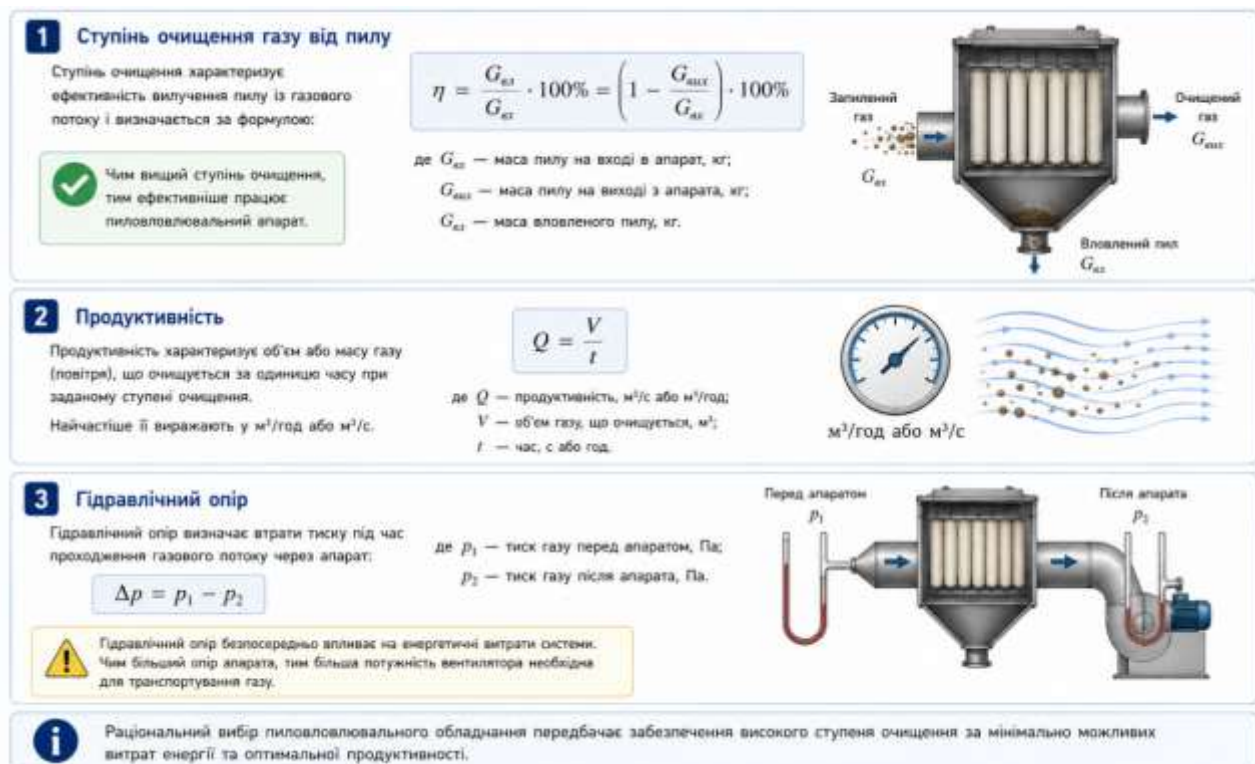 1 Ступінь очищення газу від пилу
Ступінь очищення характеризує
ефективність вилучення пилу із газового
потоку і визначається за формулою:
Чим вищий ступінь очищення,
тим ефективніше працює
пиловловлювальний апарат.
η = G_вл / G_вх · 100% = (1 − G_вих / G_вх) · 100%
де G_вх — маса пилу на вході в апарат, кг;
G_вих — маса пилу на виході з апарата, кг;
G_вл — маса вловленого пилу, кг.
Запилений
газ
G_вх
Очищений
газ
G_вих
Вловлений пил
G_вл
2 Продуктивність
Продуктивність характеризує об'єм або масу газу
(повітря), що очищується за одиницю часу при
заданому ступені очищення.
Найчастіше її виражають у м³/год або м³/с.
Q = V / t
де Q — продуктивність, м³/с або м³/год;
V — об'єм газу, що очищується, м³;
t — час, с або год.
м³/год або м³/с
3 Гідравлічний опір
Гідравлічний опір визначає втрати тиску під час
проходження газового потоку через апарат:
Δp = p₁ − p₂
де p₁ — тиск газу перед апаратом, Па;
p₂ — тиск газу після апарата, Па.
Гідравлічний опір безпосередньо впливає на енергетичні витрати системи.
Чим більший опір апарата, тим більша потужність вентилятора необхідна
для транспортування газу.
Перед апаратом
p₁
Після апарата
p₂
Раціональний вибір пиловловлювального обладнання передбачає забезпечення високого ступеня очищення за мінімально можливих
витрат енергії та оптимальної продуктивності.